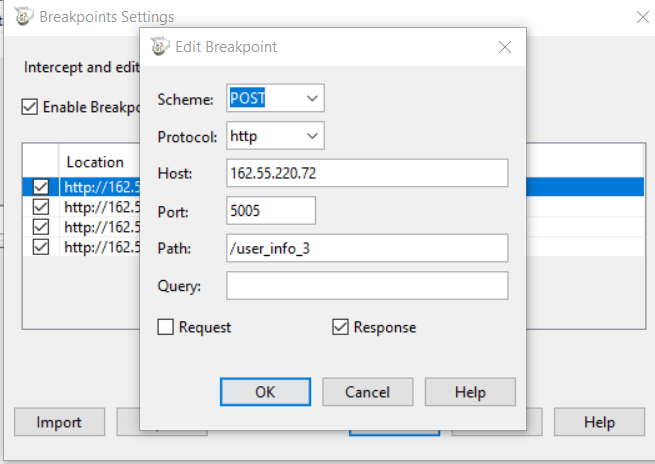 Breakpoints Settings
Edit Breakpoint
Intercept and edit
Enable
Location
http://162.5
http://162.5
http://162.5
http://162.5
Scheme: POST
Protocol: http
Host: 162.55.220.72
Port: 5005
Path: /user_info_3
Query:
Request Response
OK Cancel Help
Import Help